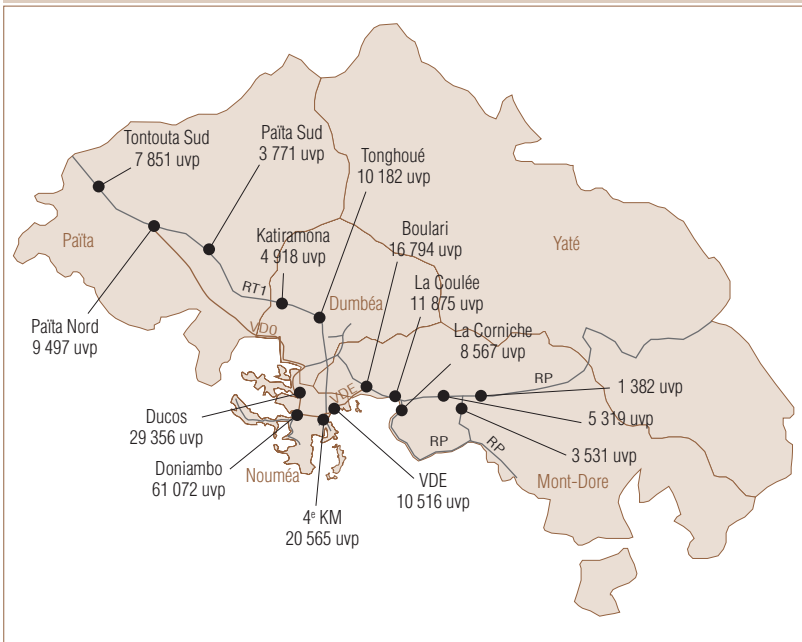 Tontouta Sud
7 851 uvp
Païta Sud
3 771 uvp
Tonghoué
10 182 uvp
Boulari
16 794 uvp
Katiramona
4 918 uvp
Païta
Yaté
La Coulée
11 875 uvp
RT1
Dumbéa
La Corniche
8 567 uvp
Païta Nord
9 497 uvp
VDO
RP
1 382 uvp
VDE
5 319 uvp
Ducos
29 356 uvp
RP
RP
3 531 uvp
Doniambo
61 072 uvp
Nouméa
VDE
10 516 uvp
Mont-Dore
4e KM
20 565 uvp